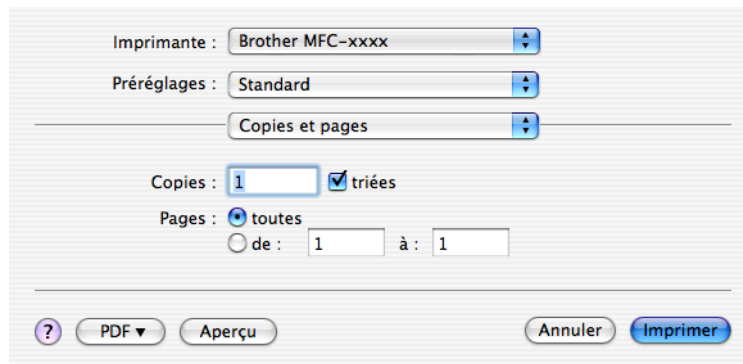 Imprimante : Brother MFC-xxxx
Préréglages : Standard
Copies et pages
Copies : 1 triées
Pages : toutes
de : 1 à : 1
? PDF ▼ Aperçu Annuler Imprimer